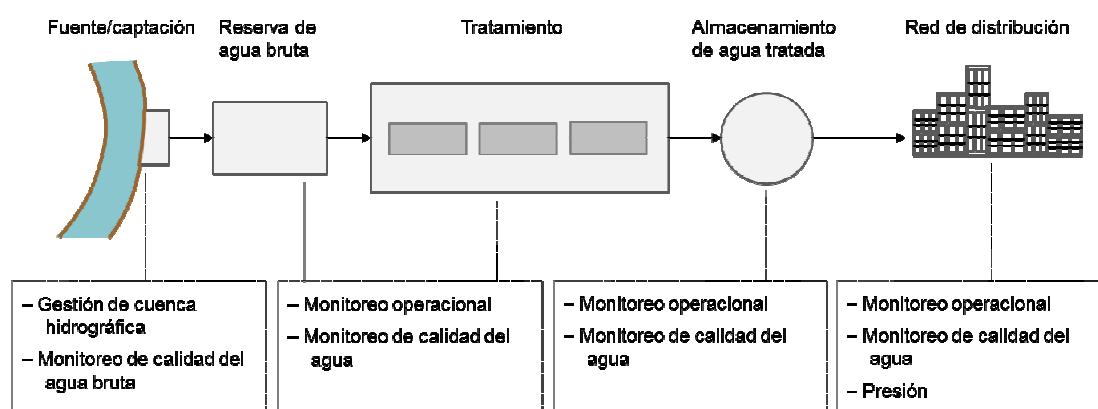 Fuente/captación
Reserva de
agua bruta
Tratamiento
Almacenamiento
de agua tratada
Red de distribución
– Gestión de cuenca
hidrográfica
– Monitoreo de calidad del
agua bruta
– Monitoreo operacional
– Monitoreo de calidad del
agua
– Monitoreo operacional
– Monitoreo de calidad del
agua
– Monitoreo operacional
– Monitoreo de calidad del
agua
– Presión